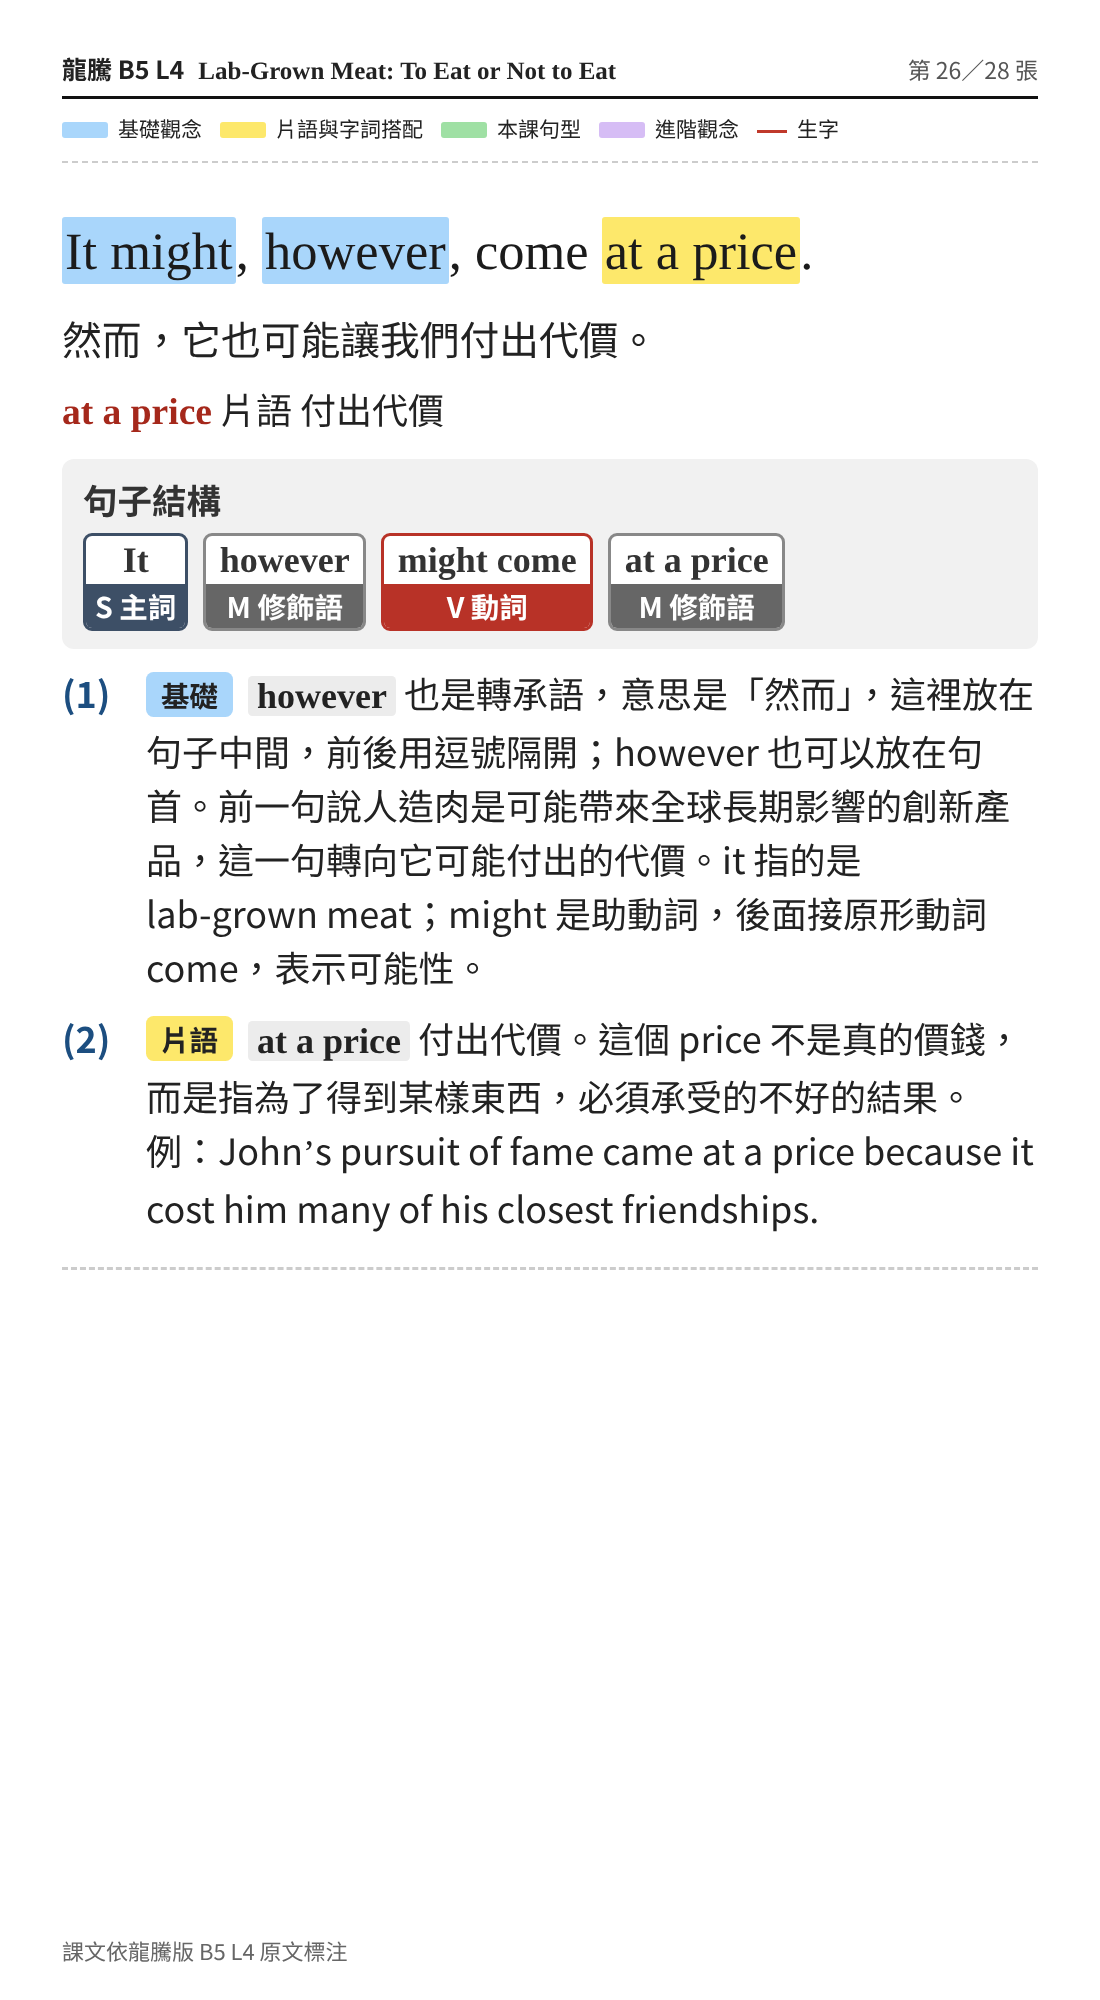 龍騰 B5 L4 Lab-Grown Meat: To Eat or Not to Eat 第 26／28 張
基礎觀念 片語與字詞搭配 本課句型 進階觀念 生字
It might, however, come at a price.
然而，它也可能讓我們付出代價。
at a price 片語 付出代價
句子結構
It however might come at a price
S 主詞 M 修飾語 V 動詞 M 修飾語
(1) 基礎 however 也是轉承語，意思是「然而」，這裡放在
句子中間，前後用逗號隔開；however 也可以放在句
首。前一句說人造肉是可能帶來全球長期影響的創新產
品，這一句轉向它可能付出的代價。it 指的是
lab-grown meat；might 是助動詞，後面接原形動詞
come，表示可能性。
(2) 片語 at a price 付出代價。這個 price 不是真的價錢，
而是指為了得到某樣東西，必須承受的不好的結果。
例：John’s pursuit of fame came at a price because it
cost him many of his closest friendships.
課文依龍騰版 B5 L4 原文標注